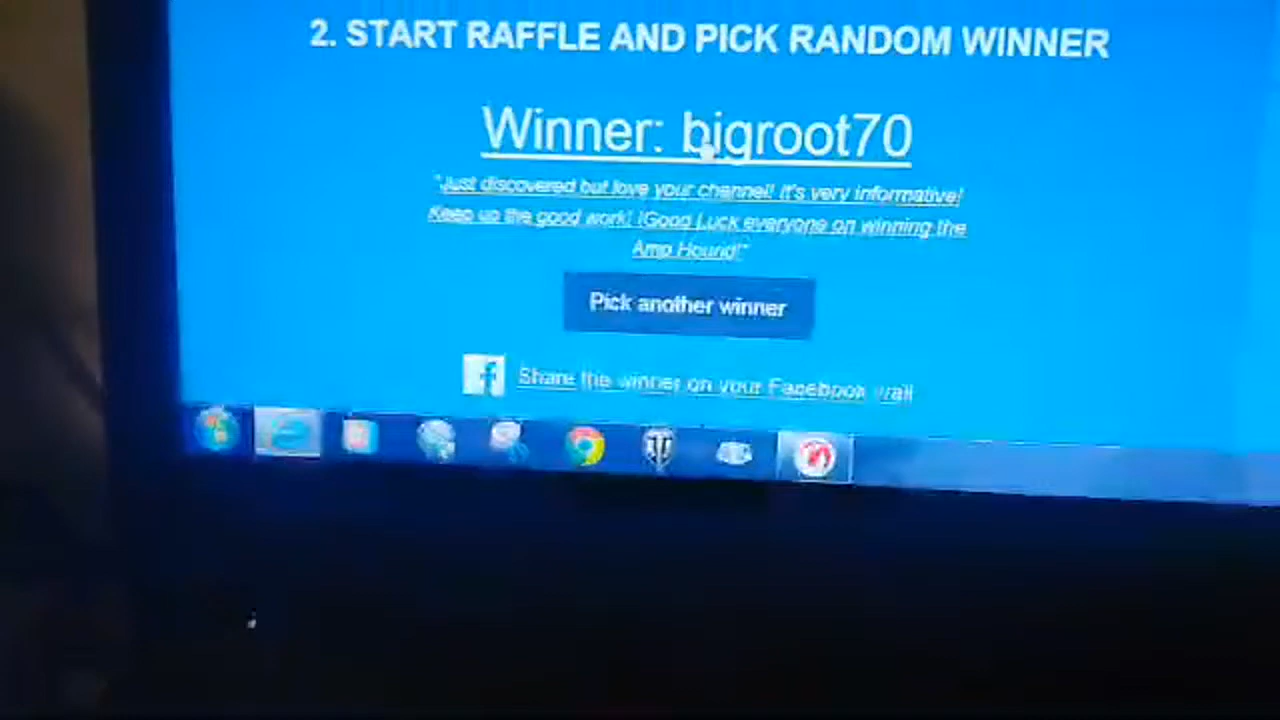 2. START RAFFLE AND PICK RANDOM WINNER
Winner: bigroot70
"Just discovered but love your channel! It's very informative!
Keep up the good work! !Good Luck everyone on winning the
Amp Hound!"
Pick another winner
Share the winner on your Facebook wall